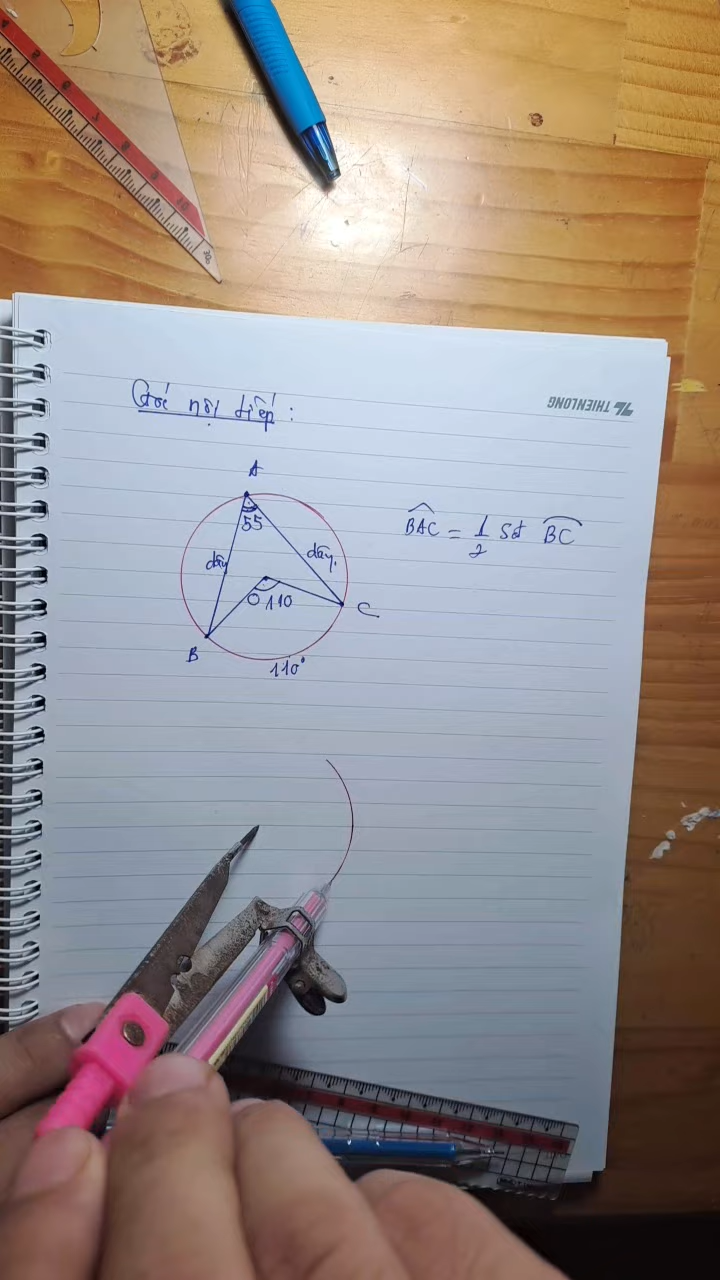 THIENLONG
Góc nội tiếp :
A
55
dây
dây
BAC = 1/2 Sđ BC
O 110
C
B
110°